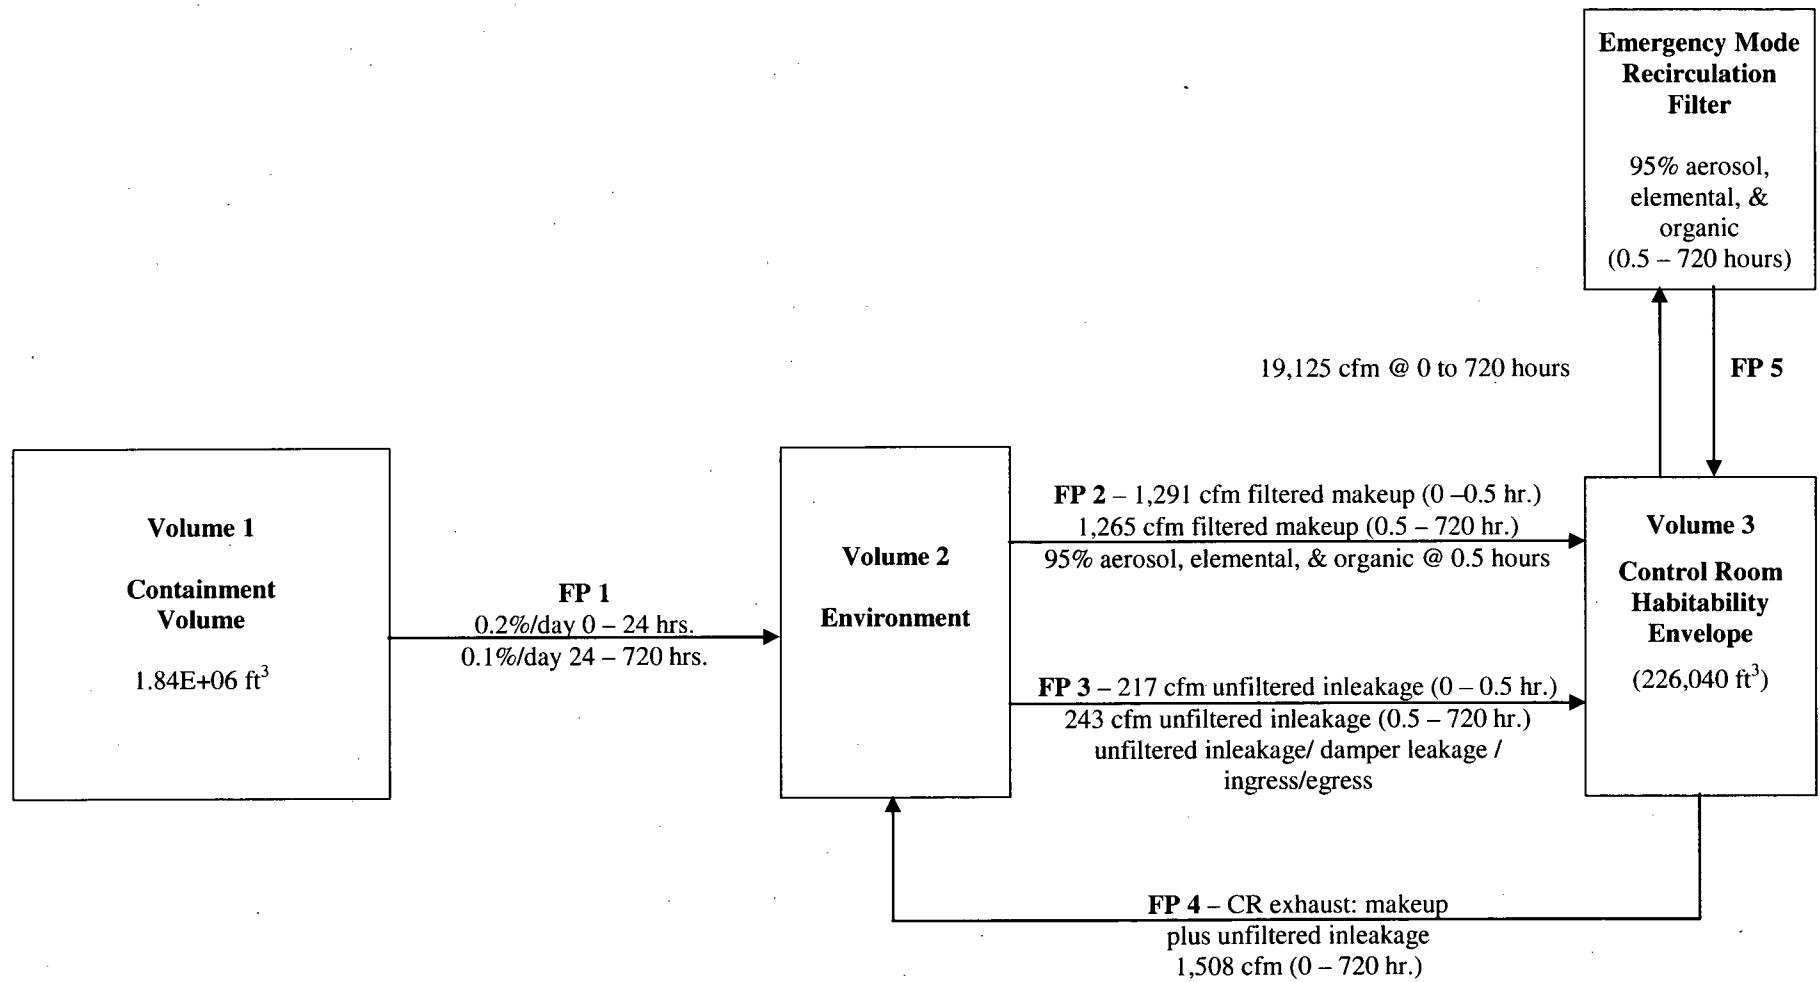 Emergency Mode
Recirculation
Filter
95% aerosol,
elemental, &
organic
(0.5 – 720 hours)
19,125 cfm @ 0 to 720 hours
FP 5
Volume 1
Containment
Volume
1.84E+06 ft³
FP 1
0.2%/day 0 – 24 hrs.
0.1%/day 24 – 720 hrs.
Volume 2
Environment
FP 2 – 1,291 cfm filtered makeup (0 –0.5 hr.)
1,265 cfm filtered makeup (0.5 – 720 hr.)
95% aerosol, elemental, & organic @ 0.5 hours
FP 3 – 217 cfm unfiltered inleakage (0 – 0.5 hr.)
243 cfm unfiltered inleakage (0.5 – 720 hr.)
unfiltered inleakage/ damper leakage /
ingress/egress
Volume 3
Control Room
Habitability
Envelope
(226,040 ft³)
FP 4 – CR exhaust: makeup
plus unfiltered inleakage
1,508 cfm (0 – 720 hr.)